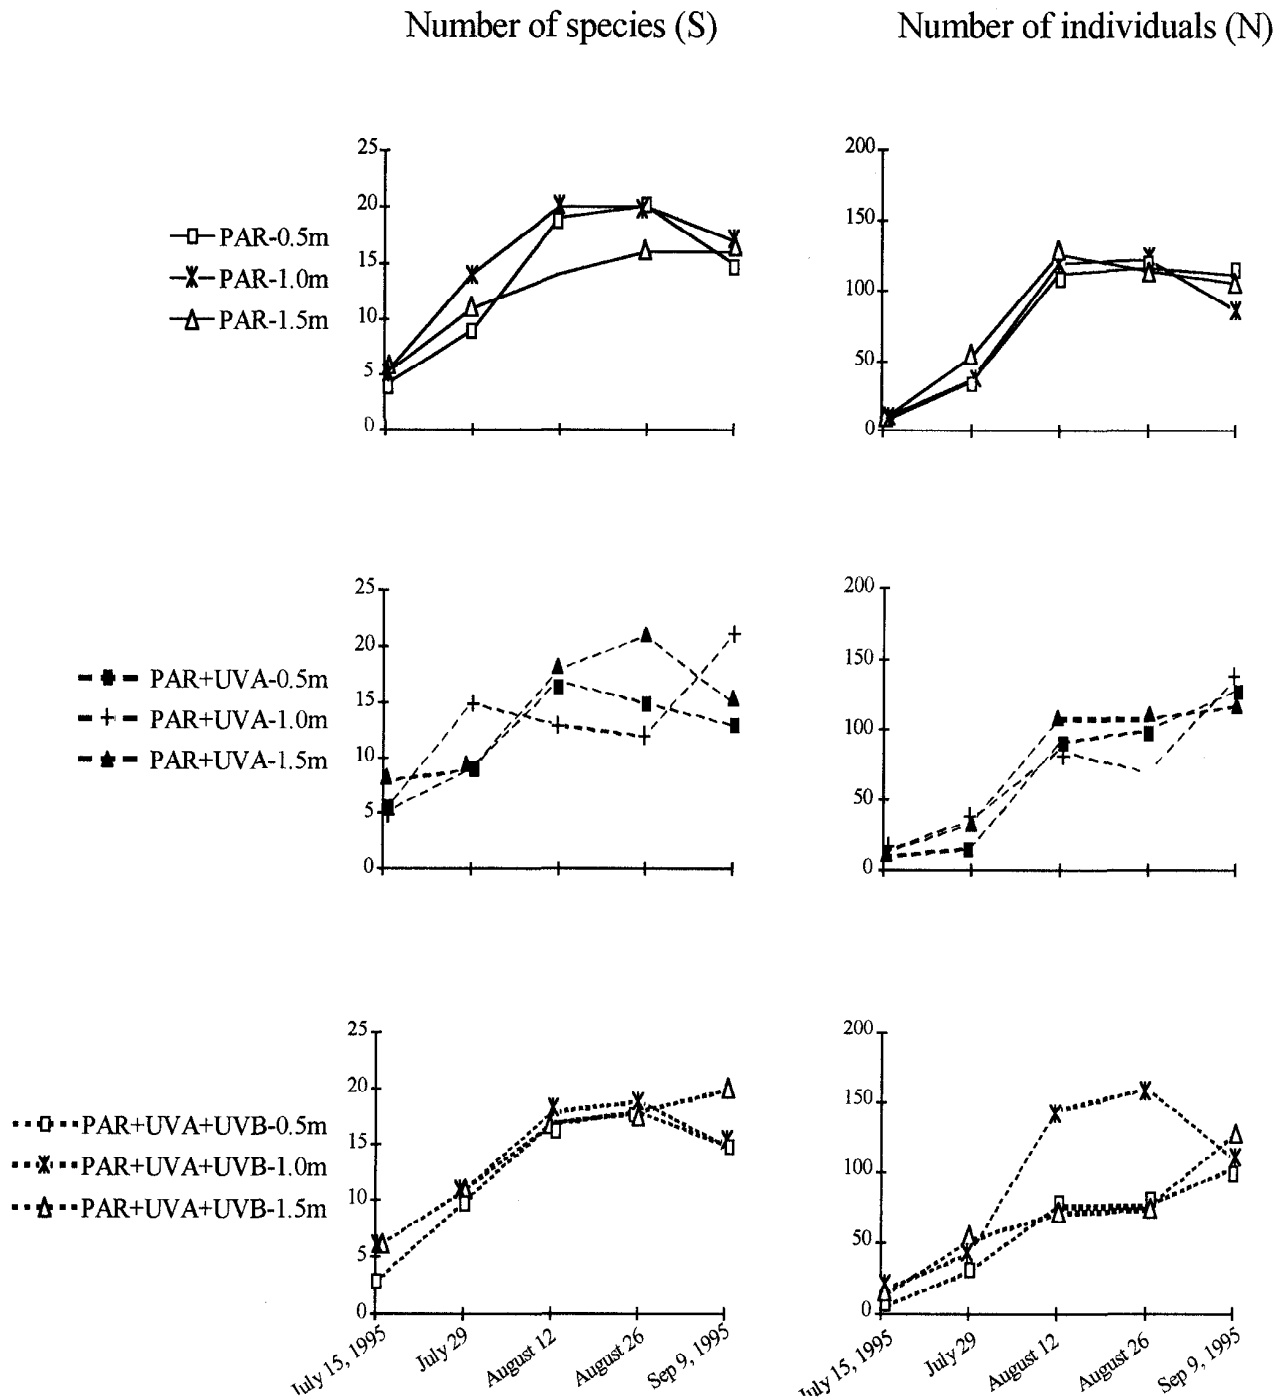 Number of species (S)
Number of individuals (N)
25
20
15
10
5
0
PAR-0.5m
PAR-1.0m
PAR-1.5m
200
150
100
50
0
25
20
15
10
5
0
PAR+UVA-0.5m
PAR+UVA-1.0m
PAR+UVA-1.5m
200
150
100
50
0
25
20
15
10
5
0
PAR+UVA+UVB-0.5m
PAR+UVA+UVB-1.0m
PAR+UVA+UVB-1.5m
200
150
100
50
0
July 15, 1995
July 29
August 12
August 26
Sep 9, 1995
July 15, 1995
July 29
August 12
August 26
Sep 9, 1995